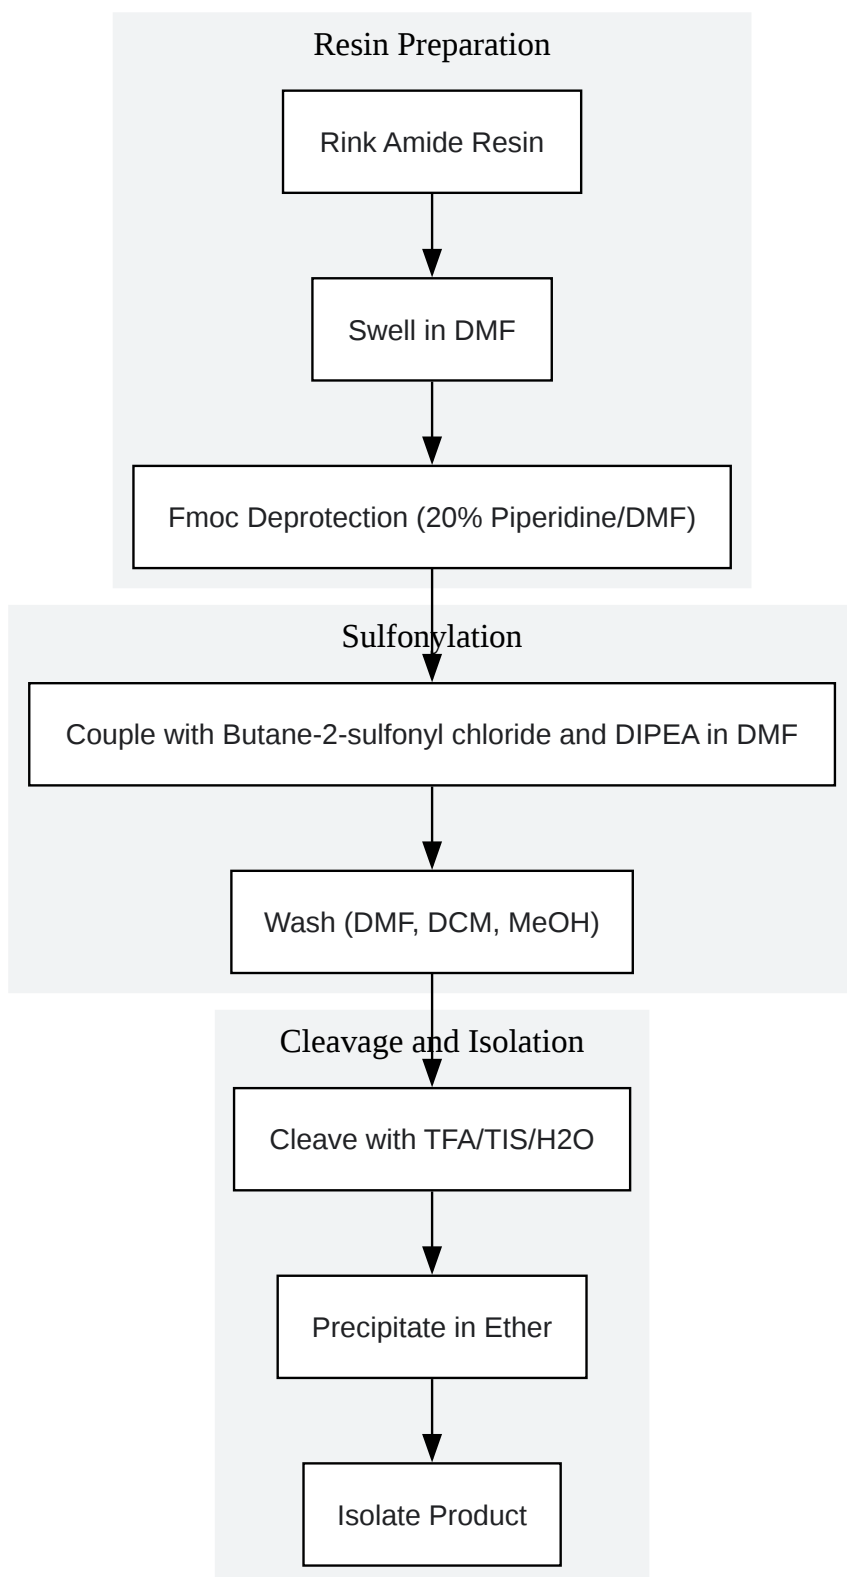 Resin Preparation
Rink Amide Resin
Swell in DMF
Fmoc Deprotection (20% Piperidine/DMF)
Sulfonylation
Couple with Butane-2-sulfonyl chloride and DIPEA in DMF
Wash (DMF, DCM, MeOH)
Cleavage and Isolation
Cleave with TFA/TIS/H2O
Precipitate in Ether
Isolate Product